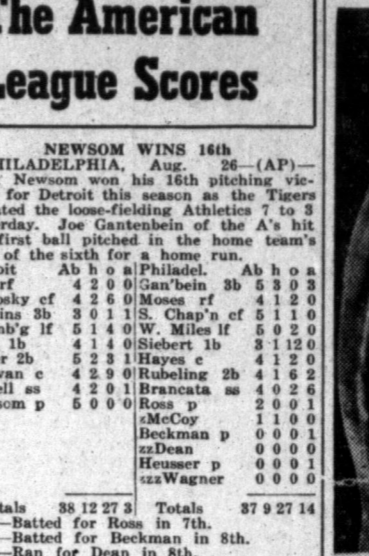 The American
League Scores
NEWSOM WINS 16th
HILADELPHIA, Aug. 26—(AP)—
Newsom won his 16th pitching vic-
for Detroit this season as the Tigers
ted the loose-fielding Athletics 7 to 3
rday. Joe Gantenbein of the A's hit
first ball pitched in the home team's
of the sixth for a home run.
oit Ab h o a Philadel. Ab h o a
rf 4 2 0 0 Gan'bein 3b 5 3 0 3
osky cf 4 2 6 0 Moses rf 4 1 2 0
ins 3b 3 0 1 1 S. Chap'n cf 5 1 1 0
nb'g lf 5 1 4 0 W. Miles lf 5 0 2 0
1b 4 1 4 0 Siebert 1b 3 1 12 0
r 2b 5 2 3 1 Hayes c 4 1 2 0
van c 4 2 9 0 Rubeling 2b 4 1 6 2
ell ss 4 2 0 1 Brancata ss 4 0 2 6
som p 5 0 0 0 Ross p 2 0 0 1
zMcCoy 1 1 0 0
Beckman p 0 0 0 1
zzDean 0 0 0 0
Heusser p 0 0 0 1
zzzWagner 0 0 0 0
tals 38 12 27 3 Totals 37 9 27 14
—Batted for Ross in 7th.
—Batted for Beckman in 8th.
—Ran for Dean in 8th.